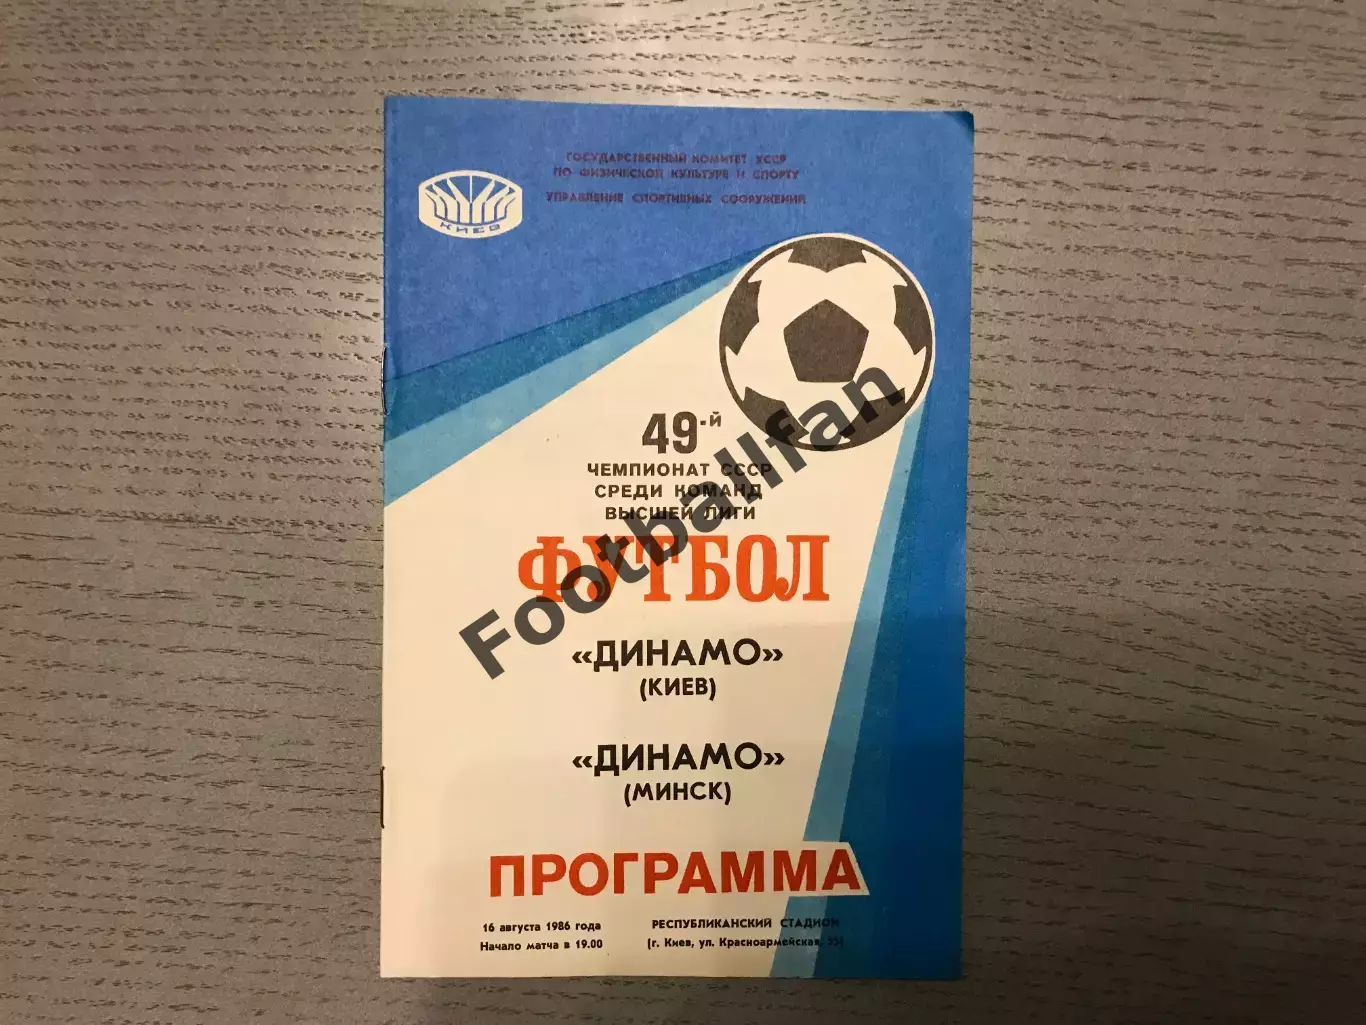 ГОСУДАРСТВЕННЫЙ КОМИТЕТ УССР
ПО ФИЗИЧЕСКОЙ КУЛЬТУРЕ И СПОРТУ
УПРАВЛЕНИЕ СПОРТИВНЫХ СООРУЖЕНИЙ
КИЕВ
49-й
ЧЕМПИОНАТ СССР
СРЕДИ КОМАНД
ВЫСШЕЙ ЛИГИ
ФУТБОЛ
Footballfan
«ДИНАМО»
(КИЕВ)
«ДИНАМО»
(МИНСК)
ПРОГРАММА
16 августа 1986 года
Начало матча в 19.00
РЕСПУБЛИКАНСКИЙ СТАДИОН
(г. Киев, ул. Красноармейская, 55)